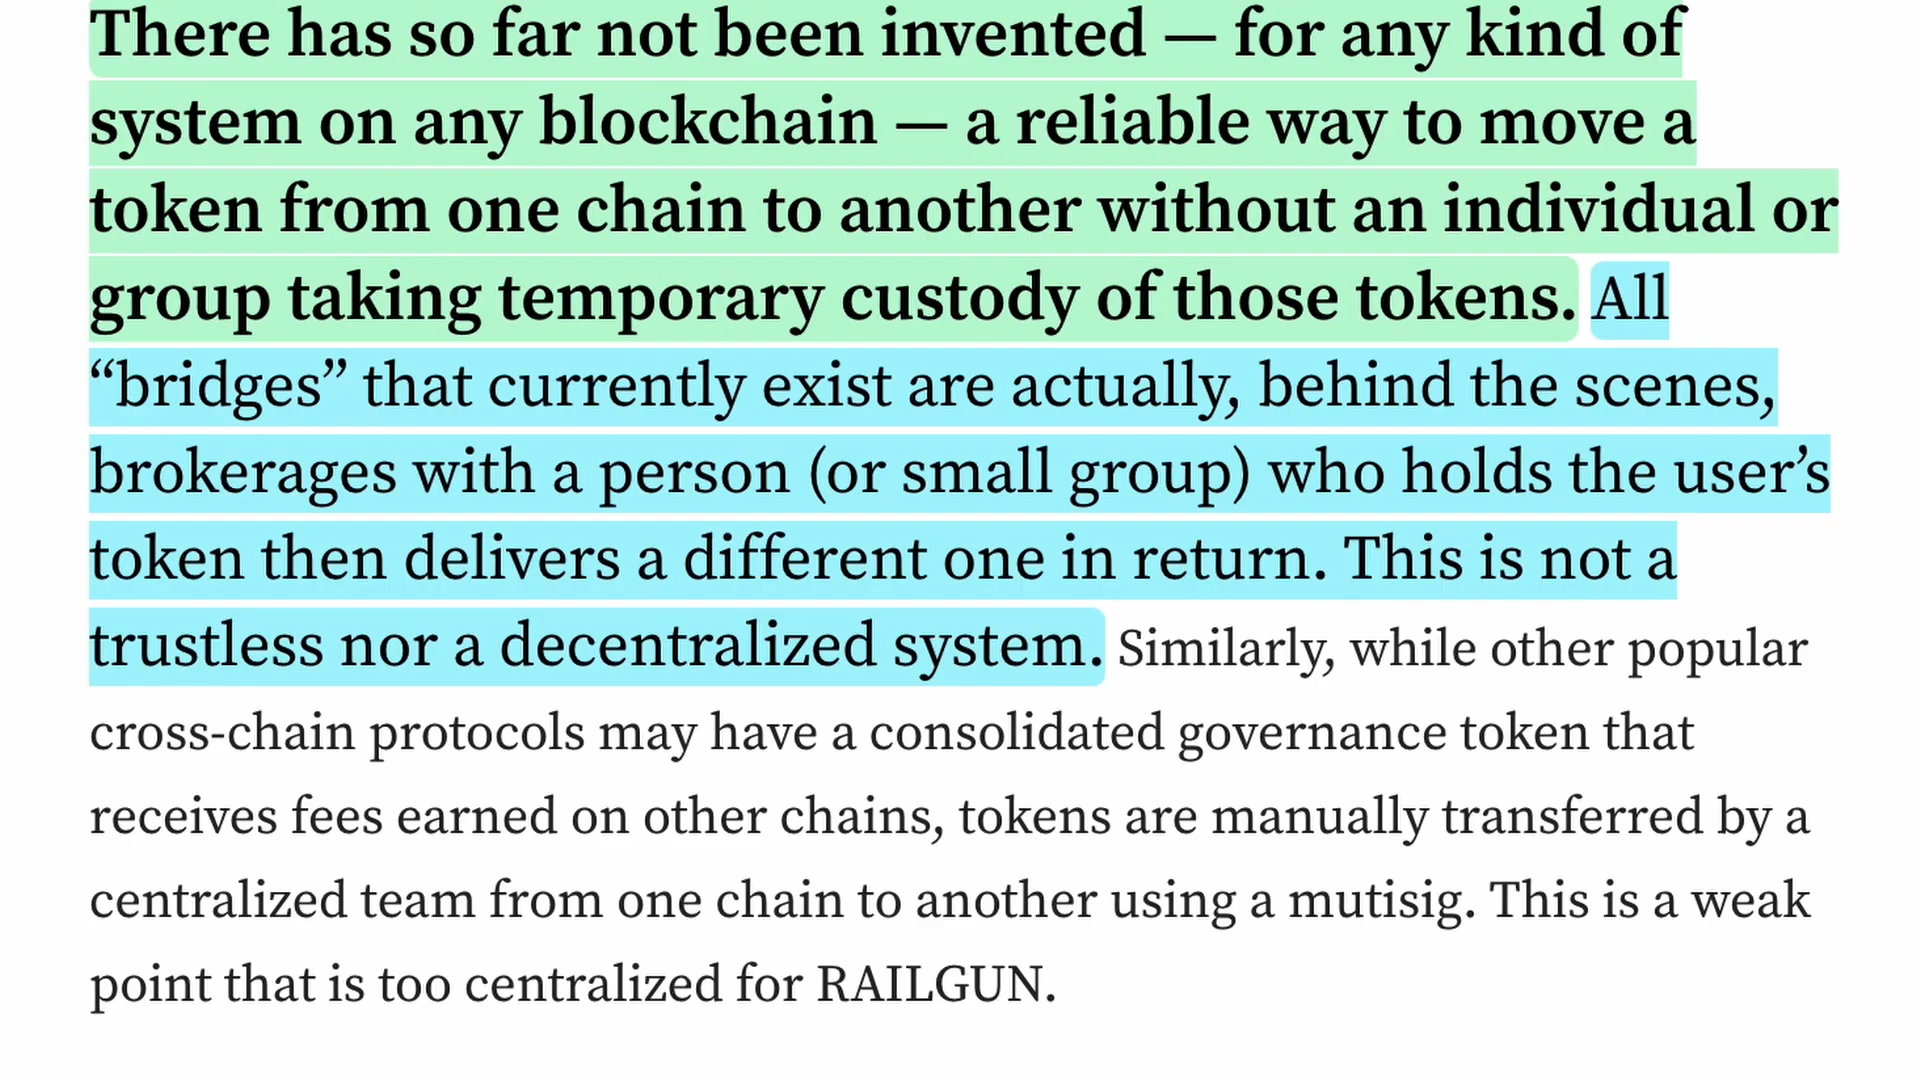 There has so far not been invented — for any kind of
system on any blockchain — a reliable way to move a
token from one chain to another without an individual or
group taking temporary custody of those tokens. All
“bridges” that currently exist are actually, behind the scenes,
brokerages with a person (or small group) who holds the user’s
token then delivers a different one in return. This is not a
trustless nor a decentralized system. Similarly, while other popular
cross-chain protocols may have a consolidated governance token that
receives fees earned on other chains, tokens are manually transferred by a
centralized team from one chain to another using a mutisig. This is a weak
point that is too centralized for RAILGUN.